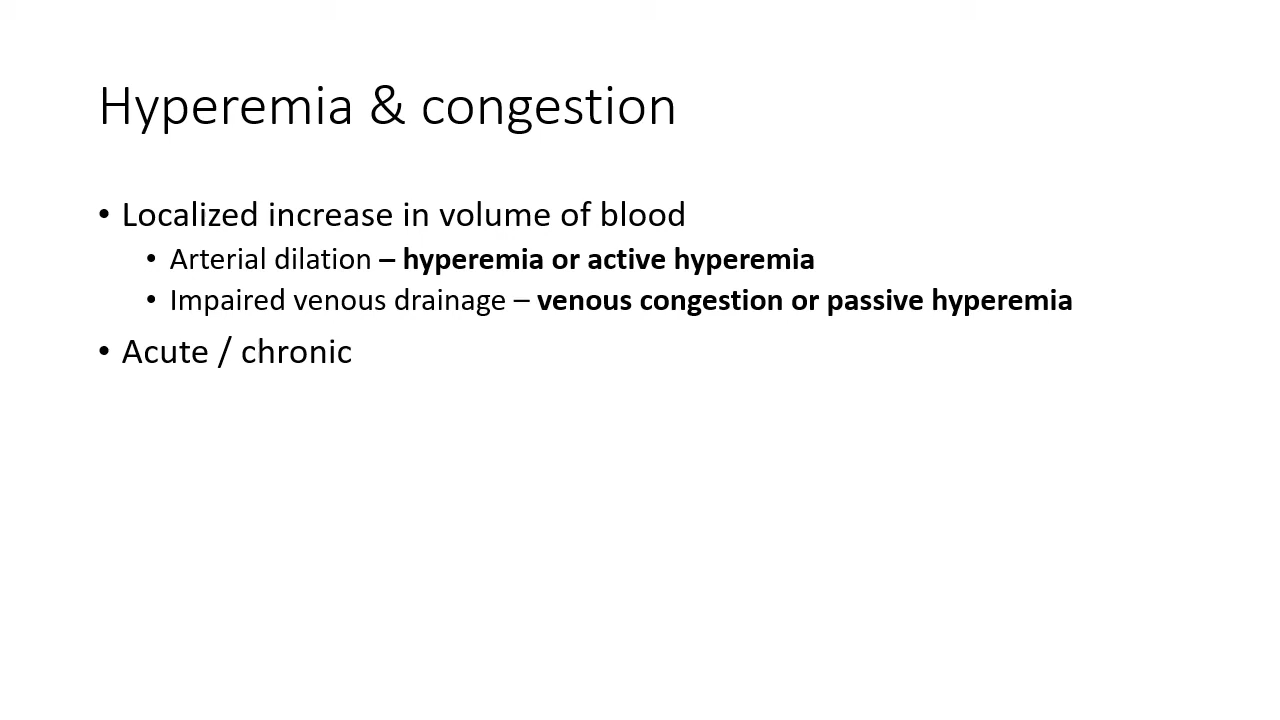 Hyperemia & congestion
• Localized increase in volume of blood
• Arterial dilation – hyperemia or active hyperemia
• Impaired venous drainage – venous congestion or passive hyperemia
• Acute / chronic